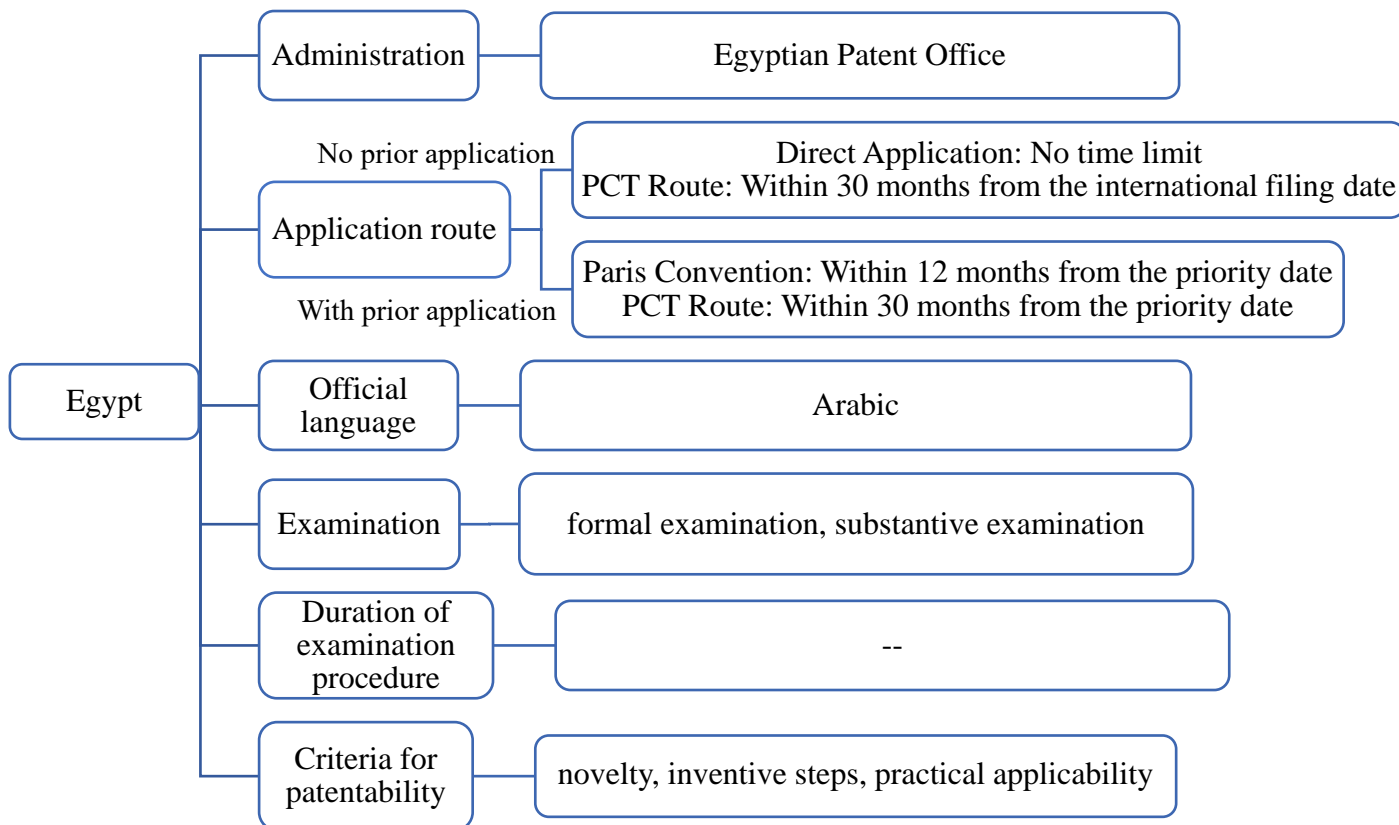 Administration
Egyptian Patent Office
No prior application
Direct Application: No time limit
PCT Route: Within 30 months from the international filing date
Application route
Paris Convention: Within 12 months from the priority date
PCT Route: Within 30 months from the priority date
With prior application
Egypt
Official
language
Arabic
Examination
formal examination, substantive examination
Duration of
examination
procedure
--
Criteria for
patentability
novelty, inventive steps, practical applicability